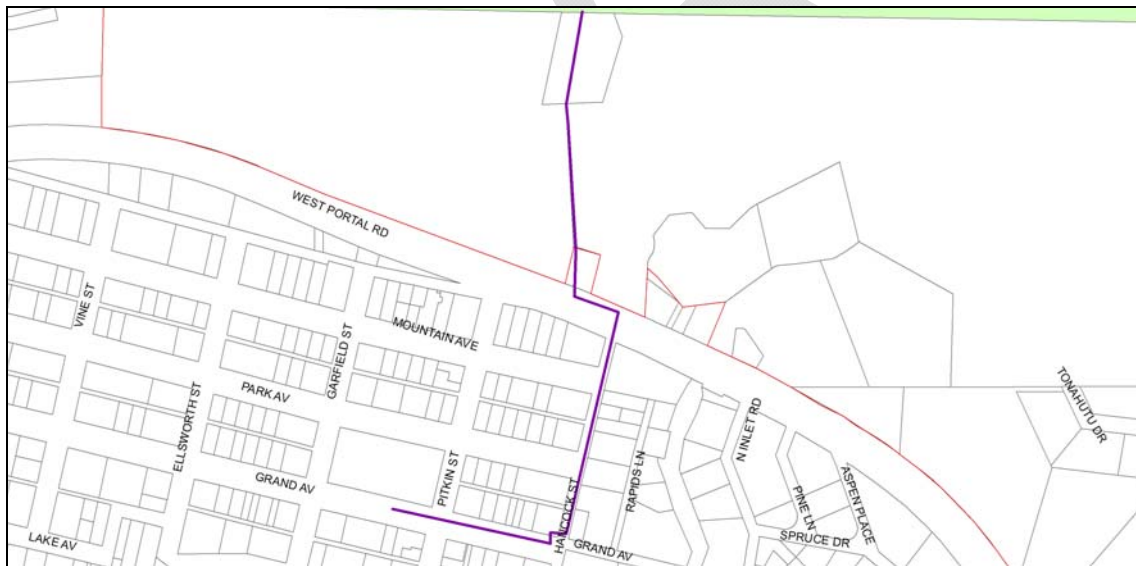 WEST PORTAL RD
VINE ST
MOUNTAIN AVE
GARFIELD ST
PARK AV
ELLSWORTH ST
TONAHUTU DR
N INLET RD
PITKIN ST
GRAND AV
RAPIDS LN
HANCOCK ST
PINE LN
ASPEN PLACE
LAKE AV
GRAND AV
SPRUCE DR